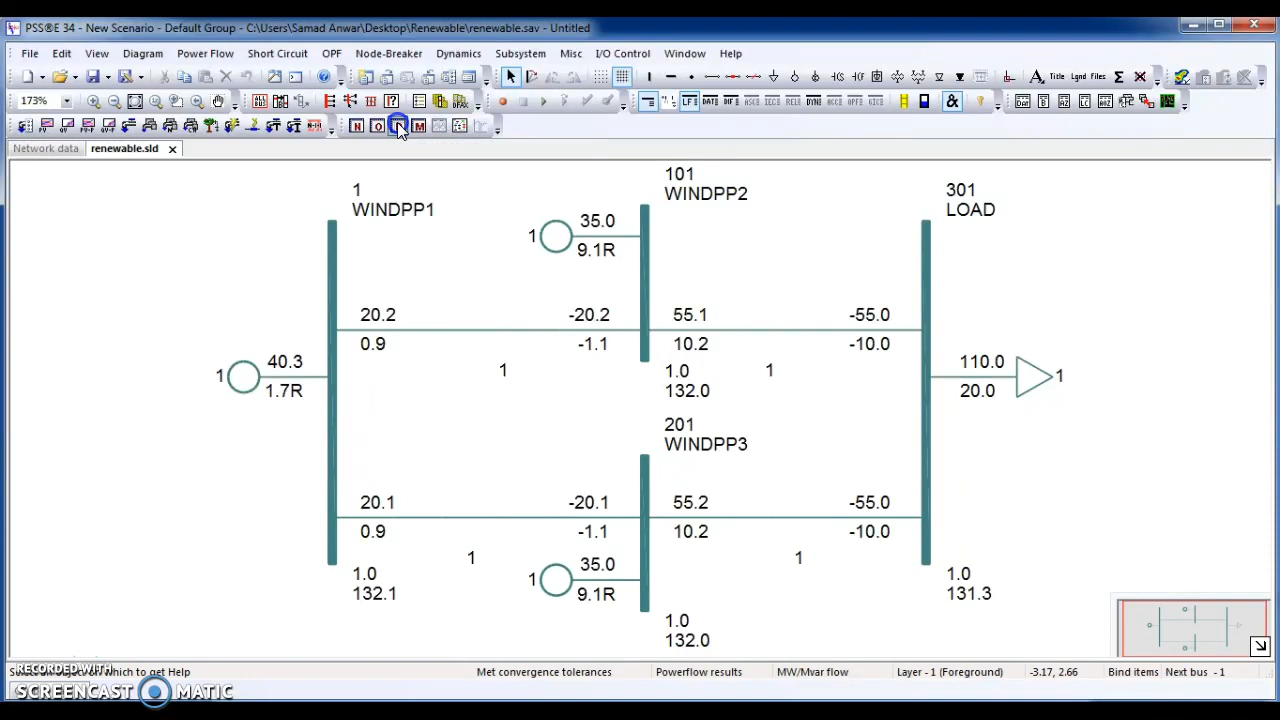 PSS®E 34 - New Scenario - Default Group - C:\Users\Samad Anwar\Desktop\Renewable\renewable.sav - Untitled
File Edit View Diagram Power Flow Short Circuit OPF Node-Breaker Dynamics Subsystem Misc I/O Control Window Help
A Title Lgnd Files Σ
173%
Network data renewable.sld
1
WINDPP1
101
WINDPP2
301
LOAD
1 35.0
9.1R
20.2 -20.2 55.1 -55.0
0.9 -1.1 10.2 -10.0
1 40.3
1.7R
1
1.0
132.0
1
110.0 1
20.0
201
WINDPP3
20.1 -20.1 55.2 -55.0
0.9 -1.1 10.2 -10.0
1
1 35.0
9.1R
1
1.0
132.1
1.0
131.3
1.0
132.0
RECORDED WITH
SCREENCAST MATIC
which to get Help Met convergence tolerances Powerflow results MW/Mvar flow Layer - 1 (Foreground) -3.17, 2.66 Bind items Next bus - 1